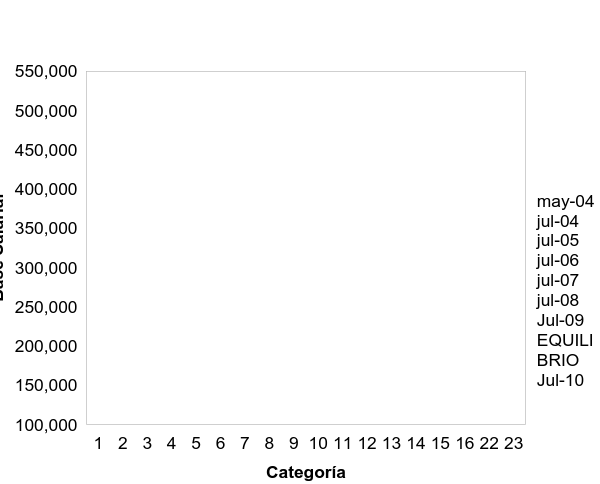 550,000
500,000
450,000
400,000
350,000
300,000
250,000
200,000
150,000
100,000
1 2 3 4 5 6 7 8 9 10 11 12 13 14 15 16 22 23
Categoría
may-04
jul-04
jul-05
jul-06
jul-07
jul-08
Jul-09
EQUILI
BRIO
Jul-10